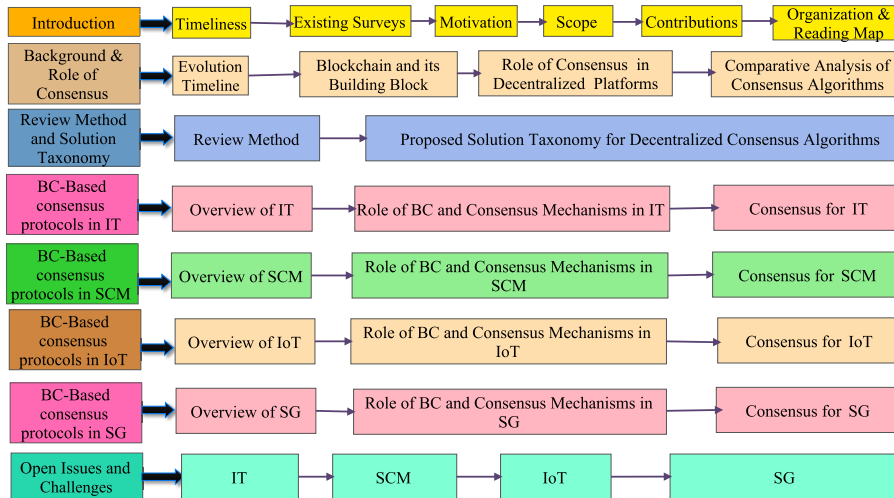 Introduction
Timeliness
Existing Surveys
Motivation
Scope
Contributions
Organization &
Reading Map
Background &
Role of
Consensus
Evolution
Timeline
Blockchain and its
Building Block
Role of Consensus in
Decentralized Platforms
Comparative Analysis of
Consensus Algorithms
Review Method
and Solution
Taxonomy
Review Method
Proposed Solution Taxonomy for Decentralized Consensus Algorithms
BC-Based
consensus
protocols in IT
Overview of IT
Role of BC and Consensus Mechanisms in IT
Consensus for IT
BC-Based
consensus
protocols in SCM
Overview of SCM
Role of BC and Consensus Mechanisms in
SCM
Consensus for SCM
BC-Based
consensus
protocols in IoT
Overview of IoT
Role of BC and Consensus Mechanisms in
IoT
Consensus for IoT
BC-Based
consensus
protocols in SG
Overview of SG
Role of BC and Consensus Mechanisms in
SG
Consensus for SG
Open Issues and
Challenges
IT
SCM
IoT
SG